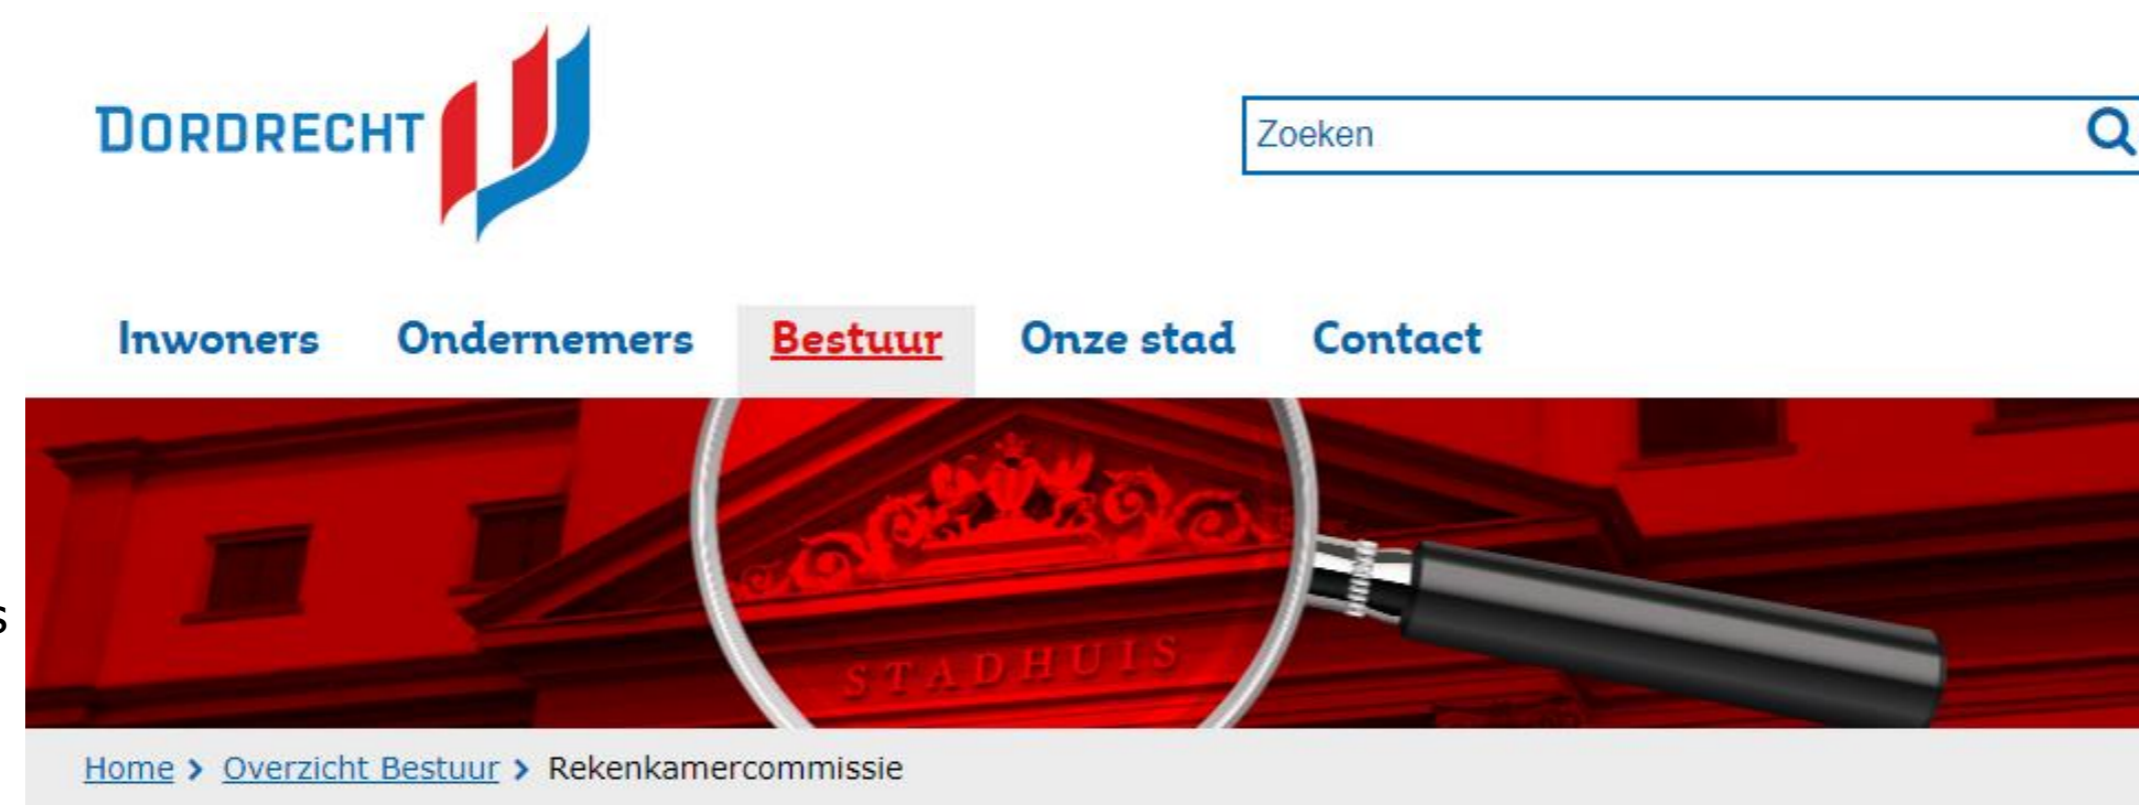 DORDRECHT
Zoeken
Inwoners Ondernemers Bestuur Onze stad Contact
s
STADHUIS
Home > Overzicht Bestuur > Rekenkamercommissie